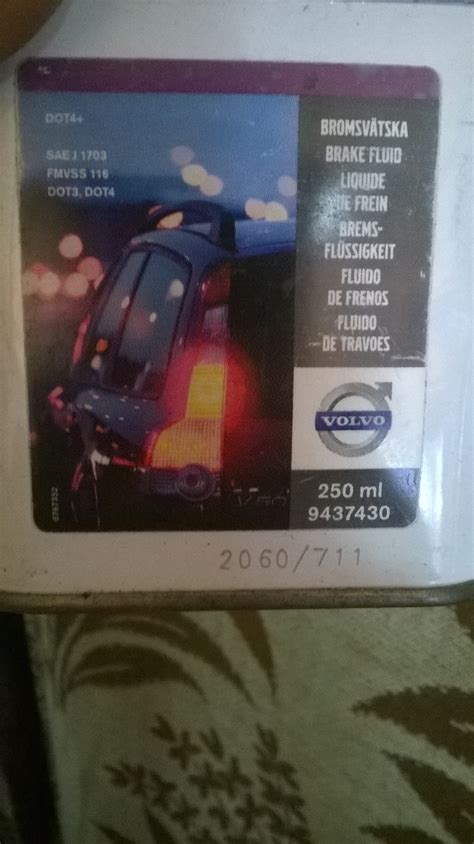 DOT4+
SAE J 1703
FMVSS 116
DOT3, DOT4
BROMSVÄTSKA
BRAKE FLUID
LIQUIDE
DE FREIN
BREMS-
FLÜSSIGKEIT
FLUIDO
DE FRENOS
FLUIDO
DE TRAVOES
VOLVO
250 ml
9437430
6767352
2060/711